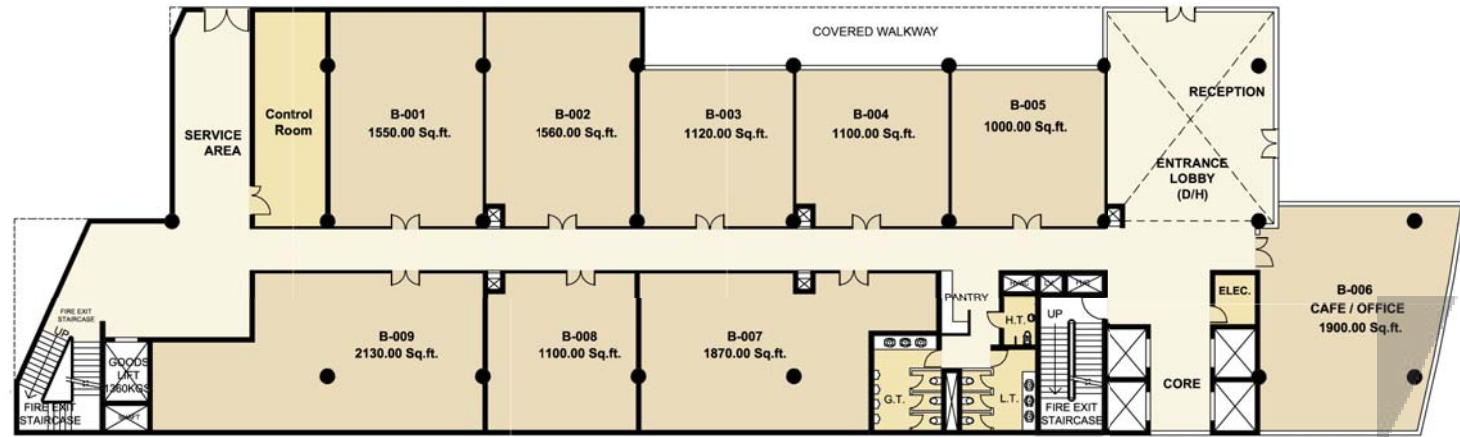 COVERED WALKWAY
RECEPTION
ENTRANCE
LOBBY
(D/H)
SERVICE
AREA
Control
Room
B-001
1550.00 Sq.ft.
B-002
1560.00 Sq.ft.
B-003
1120.00 Sq.ft.
B-004
1100.00 Sq.ft.
B-005
1000.00 Sq.ft.
B-006
CAFE / OFFICE
1900.00 Sq.ft.
ELEC.
PANTRY
H.T.
UP
FIRE EXIT
STAIRCASE
CORE
B-009
2130.00 Sq.ft.
B-008
1100.00 Sq.ft.
B-007
1870.00 Sq.ft.
G.T.
L.T.
FIRE EXIT
STAIRCASE
UP
GOODS
LIFT
1360KGS
SHAFT
FIRE EXIT
STAIRCASE